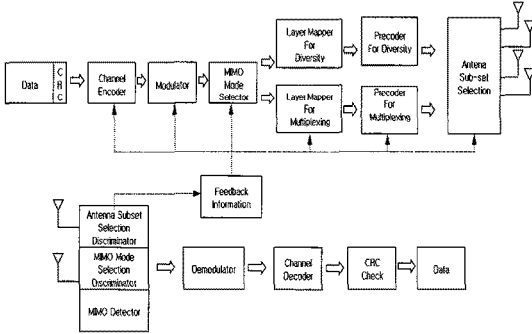 Layer Mapper
For
Diversity
Precoder
For Diversity
Data
C
R
C
Channel
Encoder
Modulator
MIMO
Mode
Selector
Antena
Sub-set
Selection
Layer Mapper
For
Multiplexing
Precoder
For
Multiplexing
Feedback
Information
Antenna Subset
Selection
Discriminator
MIMO Mode
Selection
Discriminator
MIMO Detector
Demodulator
Channel
Decoder
CRC
Check
Data